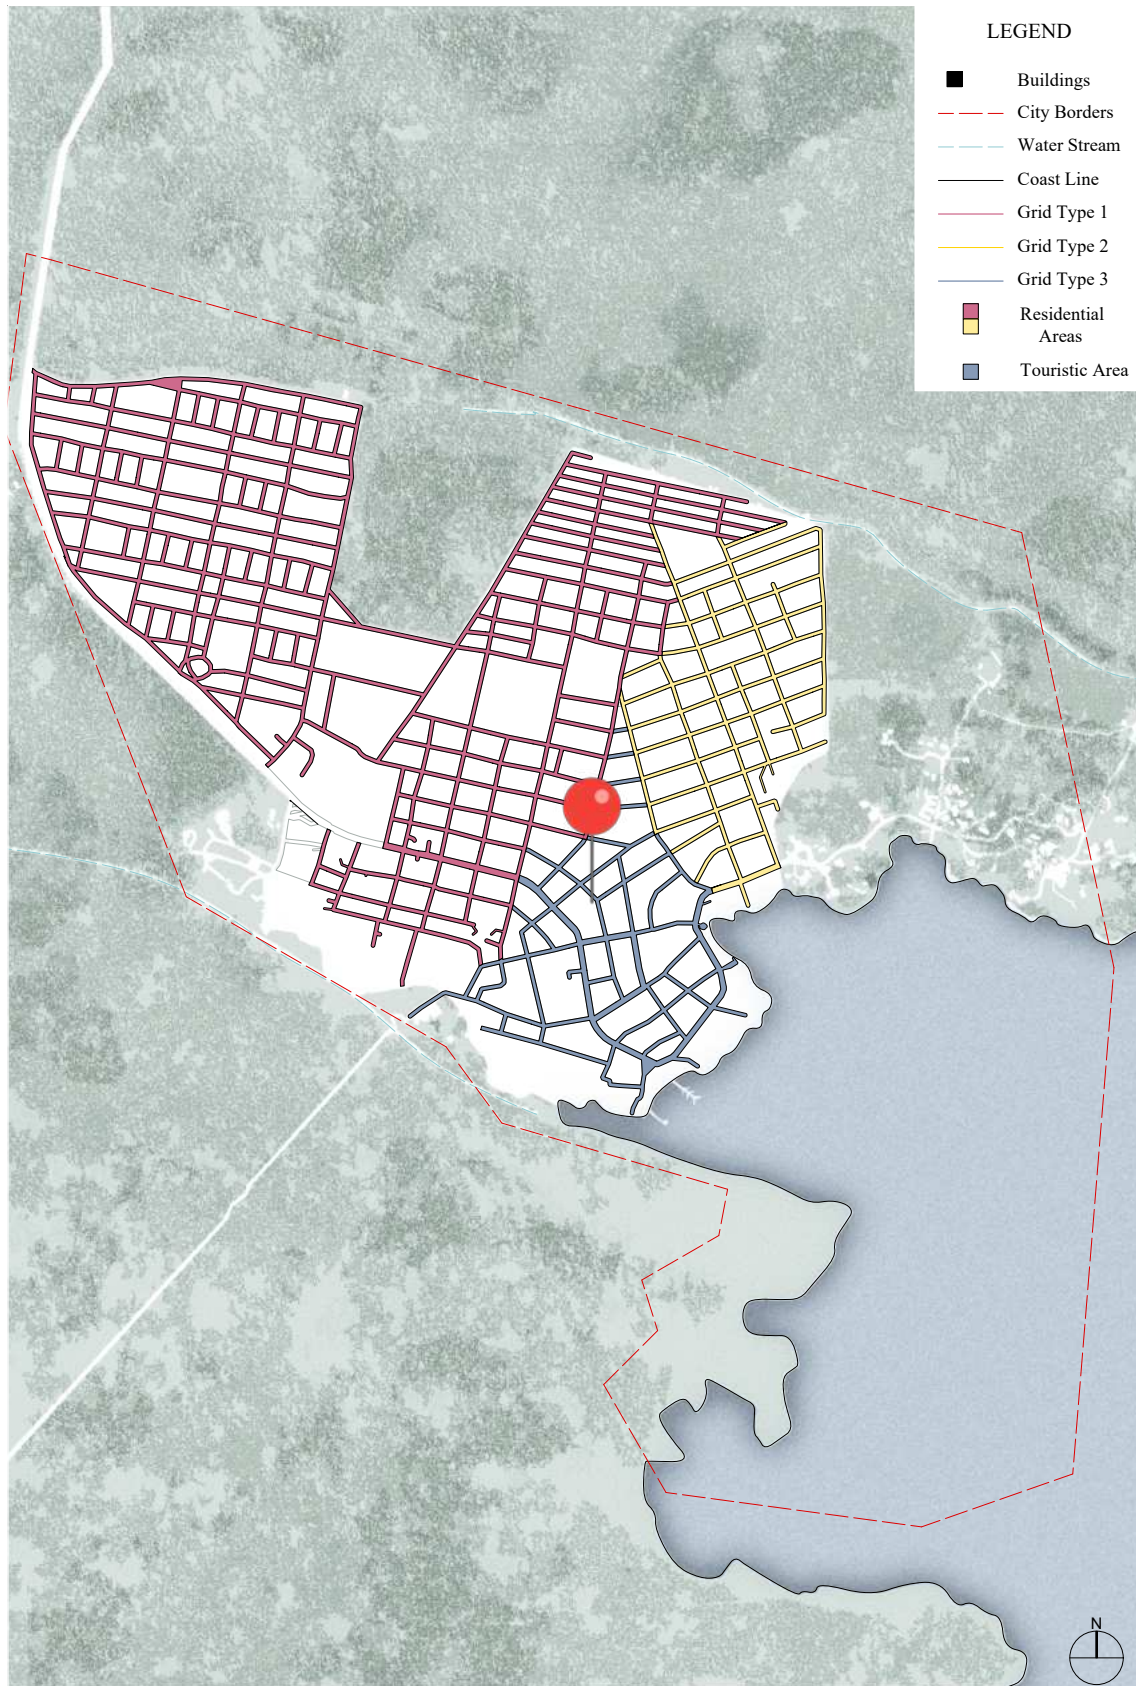 LEGEND
Buildings
City Borders
Water Stream
Coast Line
Grid Type 1
Grid Type 2
Grid Type 3
Residential
Areas
Touristic Area
N